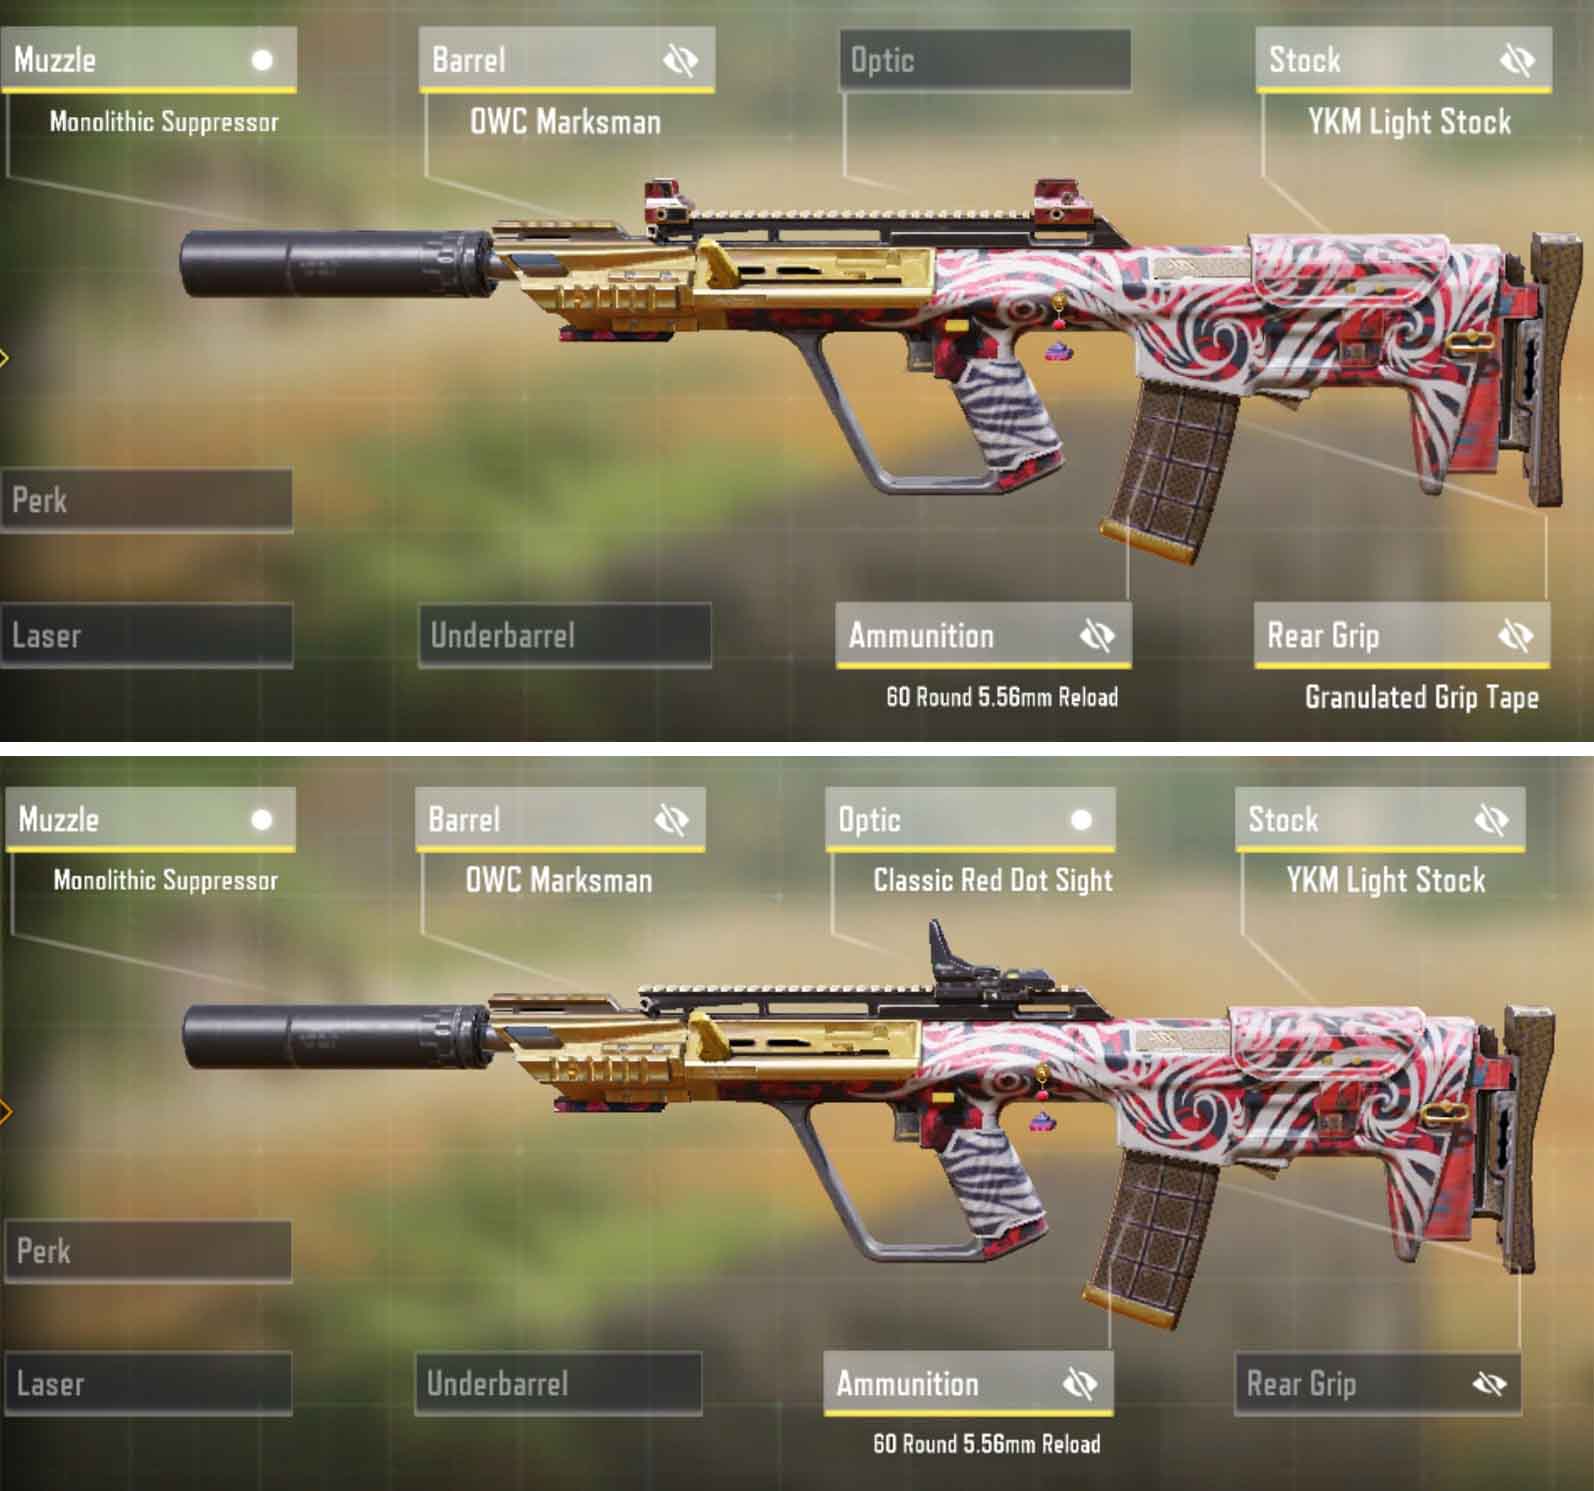 Muzzle
Barrel
Optic
Stock
Monolithic Suppressor
OWC Marksman
YKM Light Stock
Perk
Laser
Underbarrel
Ammunition
Rear Grip
60 Round 5.56mm Reload
Granulated Grip Tape
Muzzle
Barrel
Optic
Stock
Monolithic Suppressor
OWC Marksman
Classic Red Dot Sight
YKM Light Stock
Perk
Laser
Underbarrel
Ammunition
Rear Grip
60 Round 5.56mm Reload